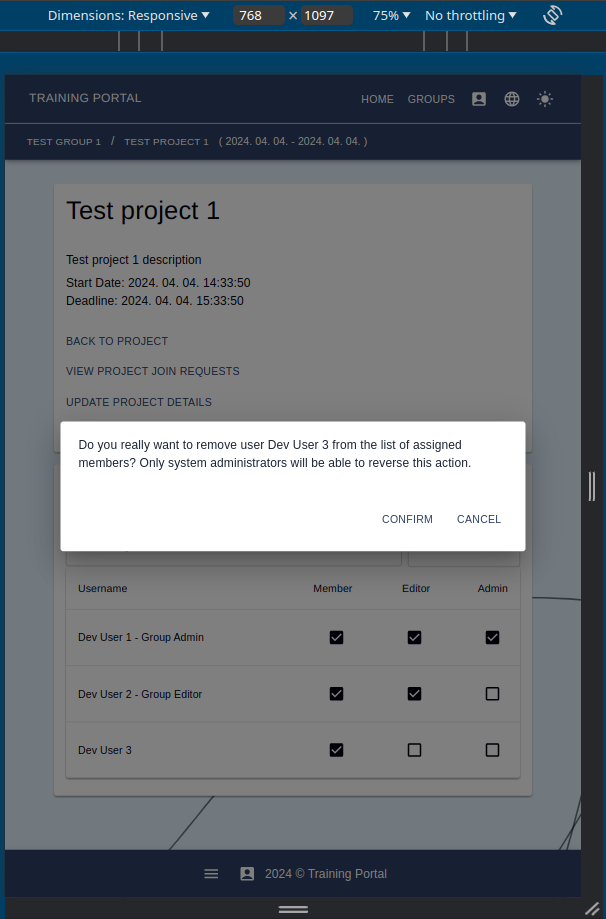 Dimensions: Responsive ▼ 768 × 1097 75% ▼ No throttling ▼
TRAINING PORTAL HOME GROUPS
TEST GROUP 1 / TEST PROJECT 1 ( 2024. 04. 04. - 2024. 04. 04. )
Test project 1
Test project 1 description
Start Date: 2024. 04. 04. 14:33:50
Deadline: 2024. 04. 04. 15:33:50
BACK TO PROJECT
VIEW PROJECT JOIN REQUESTS
UPDATE PROJECT DETAILS
Do you really want to remove user Dev User 3 from the list of assigned
members? Only system administrators will be able to reverse this action.
CONFIRM CANCEL
Username Member Editor Admin
Dev User 1 - Group Admin
Dev User 2 - Group Editor
Dev User 3
2024 © Training Portal